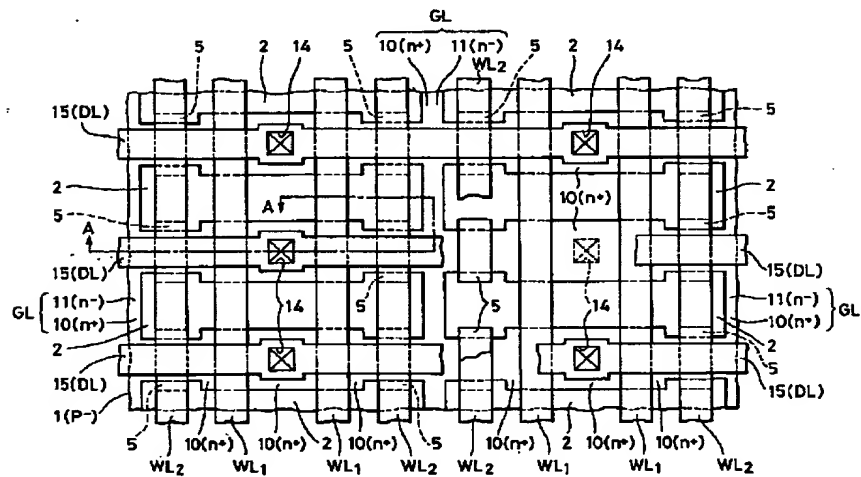 GL
5 2 14 5 10(n+) 11(n-) 5 2 14
WL2
15(DL) 5
2 10(n+) 2
A
5 5
A
15(DL) 15(DL)
14 5 5 14
GL 11(n-) 11(n-) GL
10(n+) 10(n+)
2 2
5
15(DL) 15(DL)
1(P-)
5 10(n+) 10(n+) 2 10(n+) 5 10(n+) 2 10(n+) 10(n+)
WL2 WL1 WL1 WL2 WL2 WL1 WL1 WL2